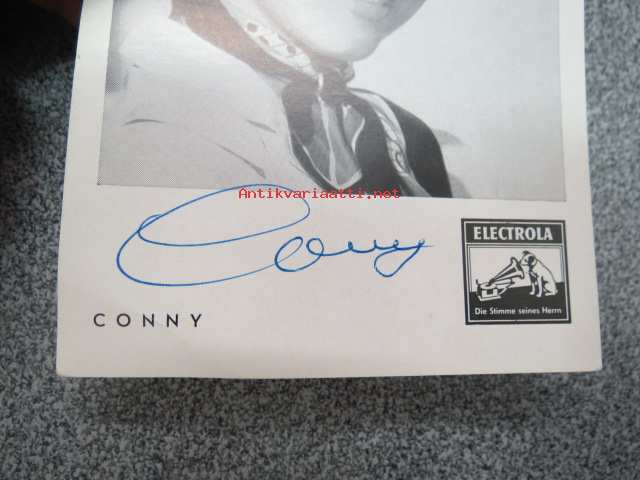 Antikvariaatti.net
Conny
CONNY
ELECTROLA
Die Stimme seines Herrn